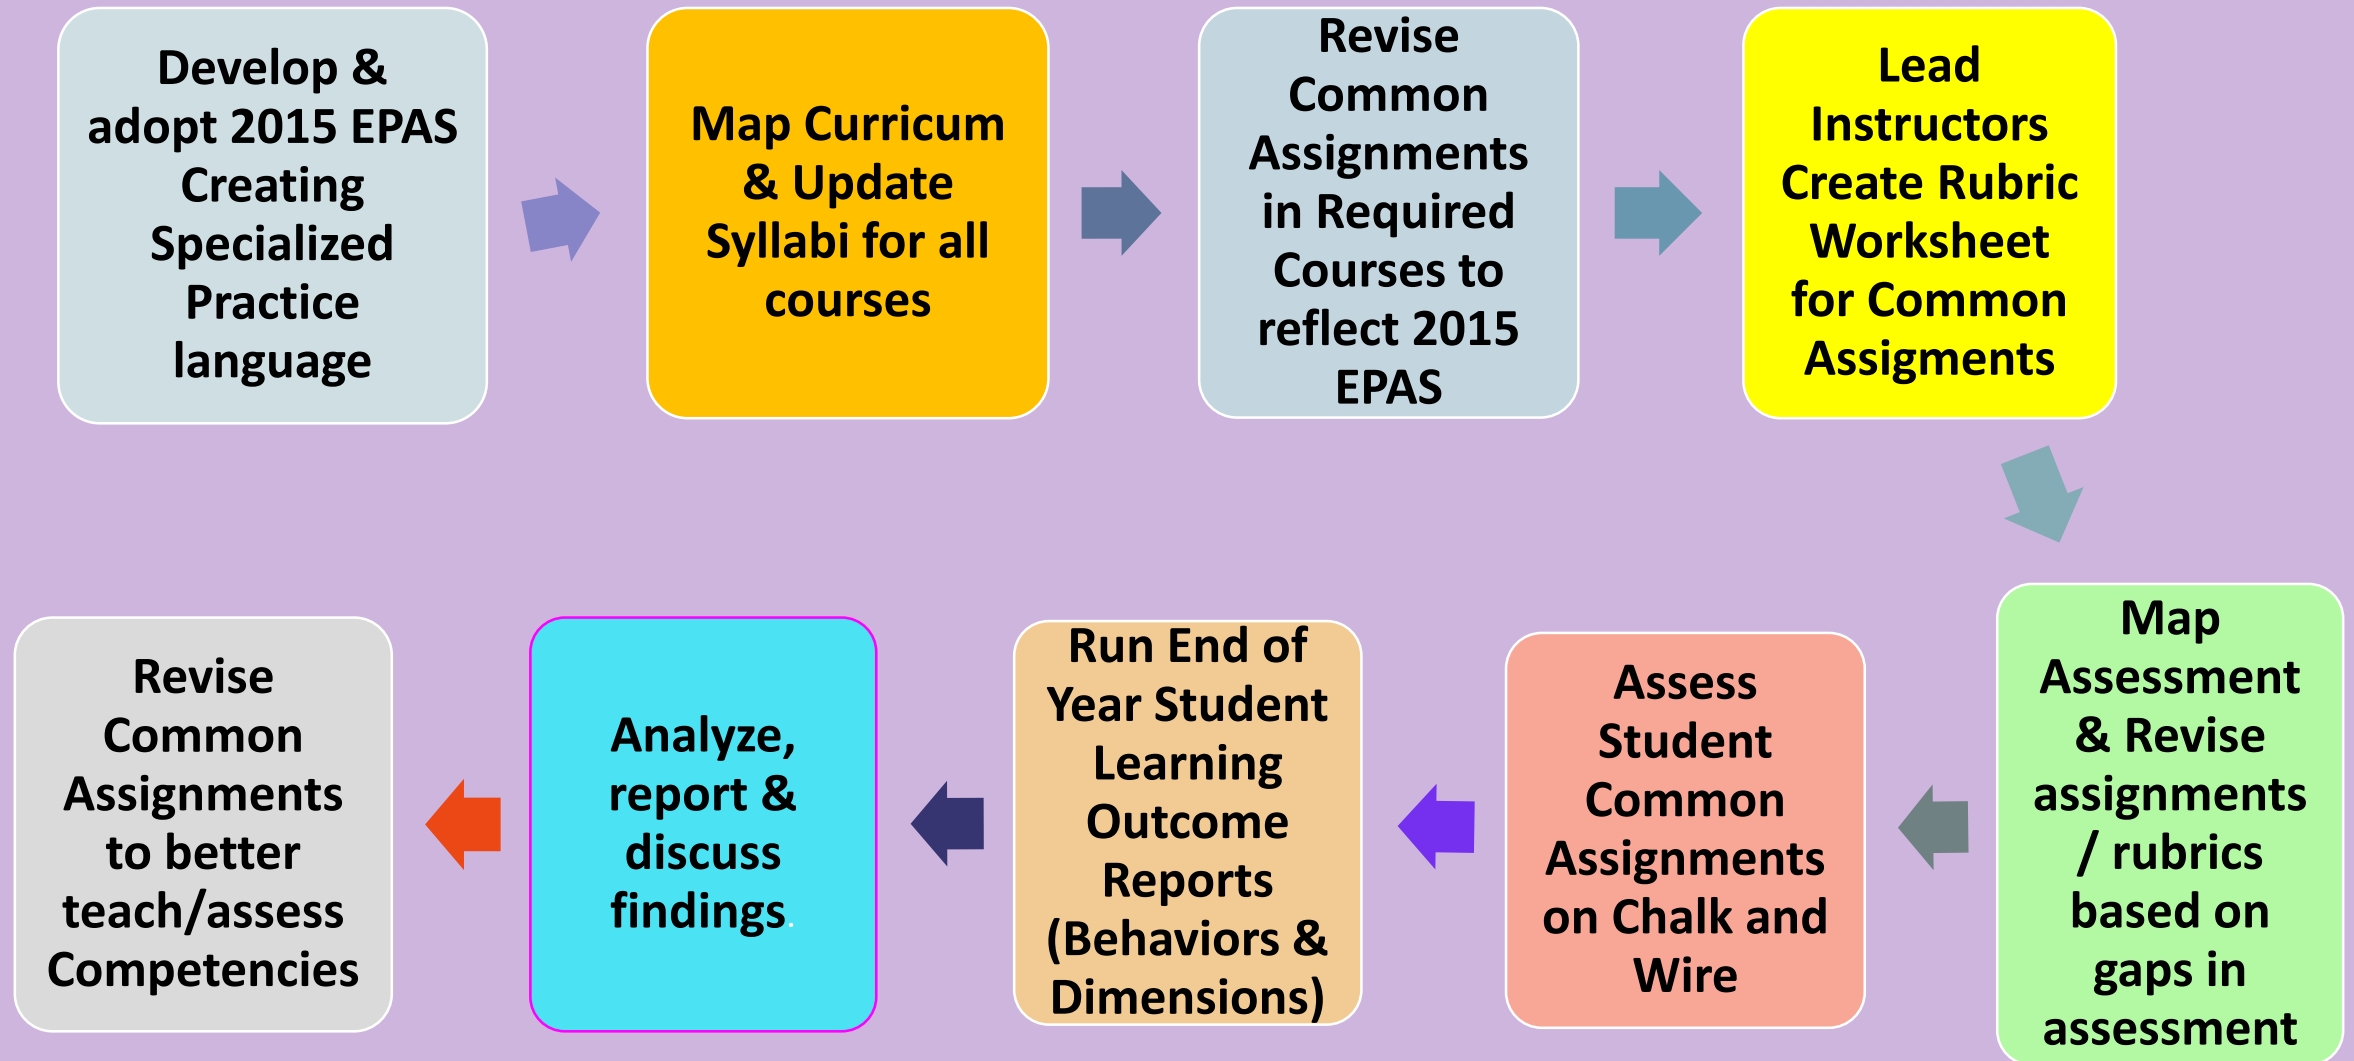 Develop &
adopt 2015 EPAS
Creating
Specialized
Practice
language
Map Curricum
& Update
Syllabi for all
courses
Revise
Common
Assignments
in Required
Courses to
reflect 2015
EPAS
Lead
Instructors
Create Rubric
Worksheet
for Common
Assigments
Map
Assessment
& Revise
assignments
/ rubrics
based on
gaps in
assessment
Assess
Student
Common
Assignments
on Chalk and
Wire
Run End of
Year Student
Learning
Outcome
Reports
(Behaviors &
Dimensions)
Analyze,
report &
discuss
findings.
Revise
Common
Assignments
to better
teach/assess
Competencies